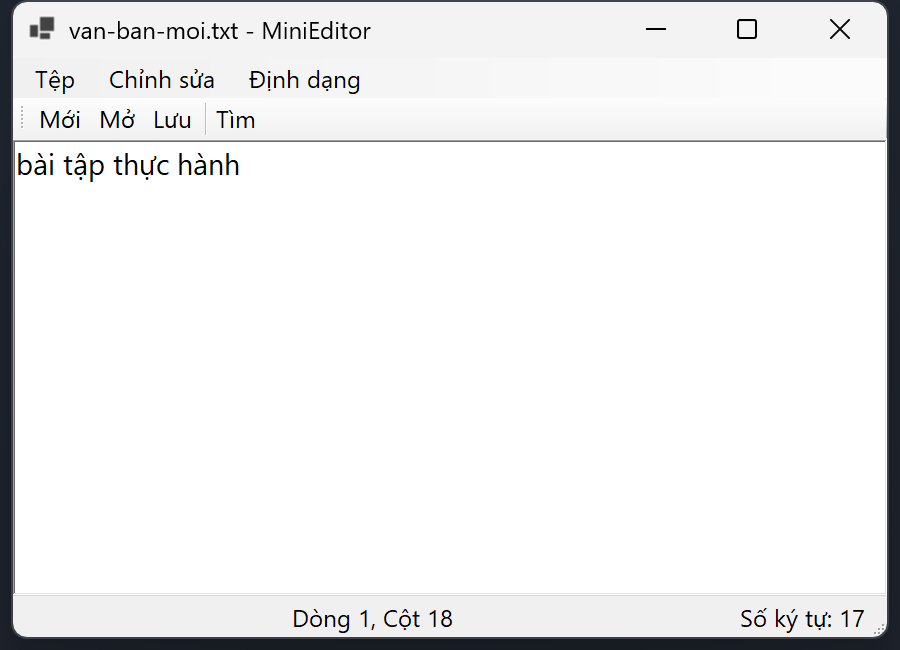 van-ban-moi.txt - MiniEditor
Tệp Chỉnh sửa Định dạng
Mới Mở Lưu Tìm
bài tập thực hành
Dòng 1, Cột 18 Số ký tự: 17